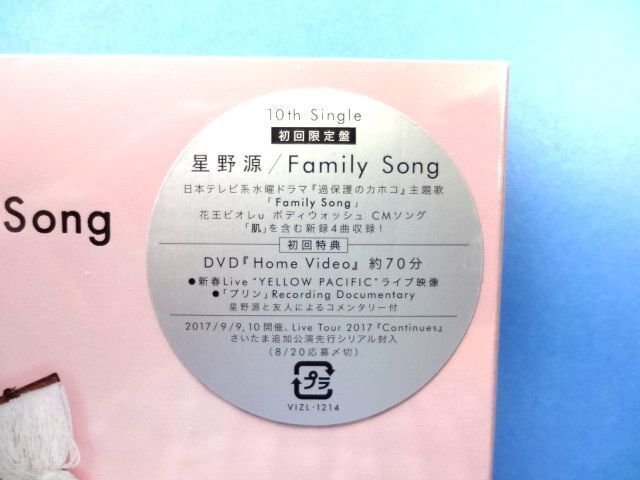 Song
10th Single
初回限定盤
星野源/Family Song
日本テレビ系水曜ドラマ『過保護のカホコ』主題歌
「Family Song」
花王ビオレu ボディウォッシュ CMソング
「肌」を含む新録4曲収録!
初回特典
DVD『Home Video』約70分
●新春Live "YELLOW PACIFIC"ライブ映像
●「プリン」Recording Documentary
星野源と友人によるコメンタリー付
2017/9/9,10開催、Live Tour 2017『Continues』
さいたま追加公演先行シリアル封入
(8/20応募〆切)
プラ
VIZL-1214